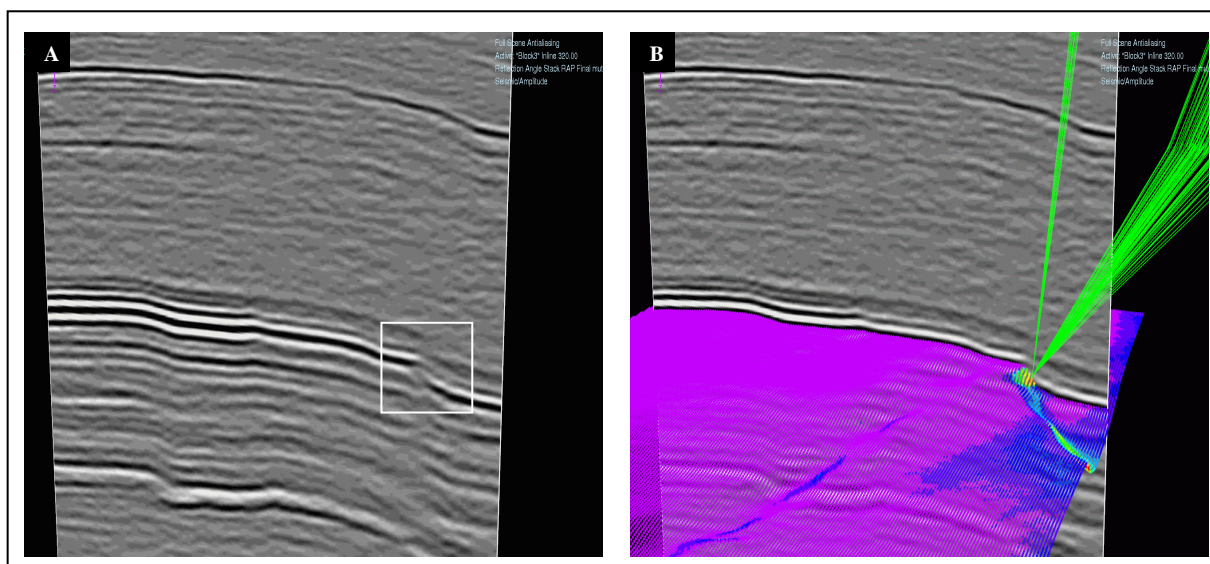 A
Full Scene Antialiasing
Active: "Block3" Inline 320.00
Reflection Angle Stack RAP Final mut
Seismic/Amplitude
B
Full Scene Antialiasing
Active: "Block3" Inline 320.00
Reflection Angle Stack RAP Final mut
Seismic/Amplitude